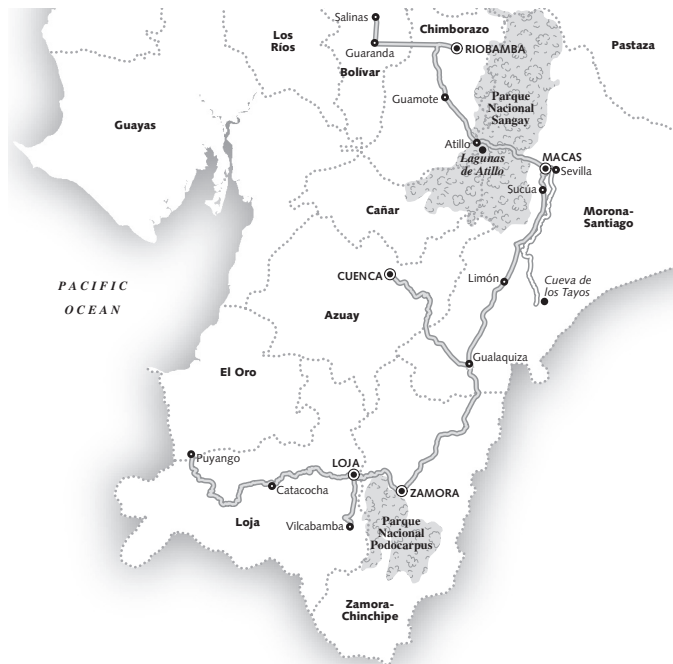 Salinas
Chimborazo
Los
Ríos
Guaranda
RIOBAMBA
Pastaza
Bolívar
Guamote
Parque
Nacional
Sangay
Guayas
Atillo
Lagunas
de Atillo
MACAS
Sevilla
Sucúa
Cañar
Morona-
Santiago
PACIFIC
OCEAN
CUENCA
Limón
Cueva de
los Tayos
Azuay
Gualaquiza
El Oro
Puyango
LOJA
Catacocha
ZAMORA
Loja
Vilcabamba
Parque
Nacional
Podocarpus
Zamora-
Chinchipe